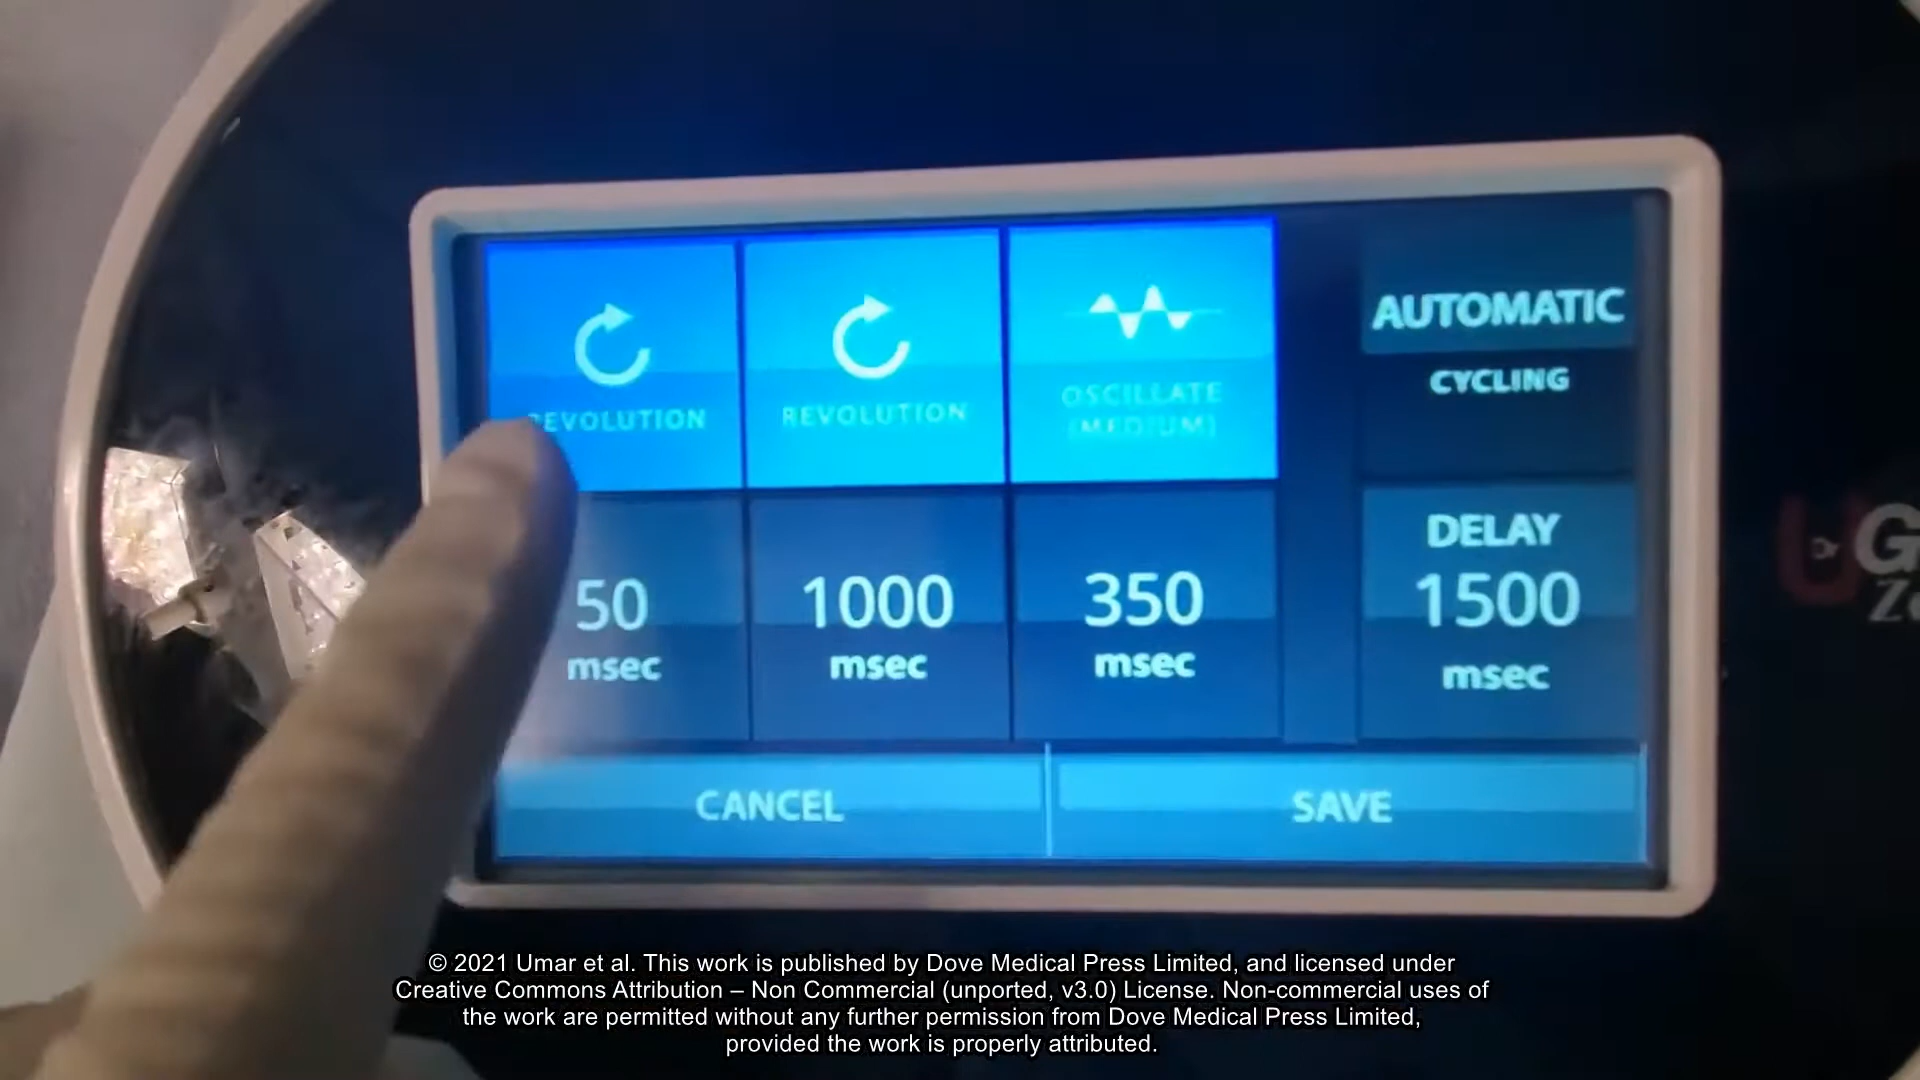 REVOLUTION
REVOLUTION
OSCILLATE
(MEDIUM)
AUTOMATIC
CYCLING
50
msec
1000
msec
350
msec
DELAY
1500
msec
CANCEL
SAVE
© 2021 Umar et al. This work is published by Dove Medical Press Limited, and licensed under
Creative Commons Attribution – Non Commercial (unported, v3.0) License. Non-commercial uses of
the work are permitted without any further permission from Dove Medical Press Limited,
provided the work is properly attributed.